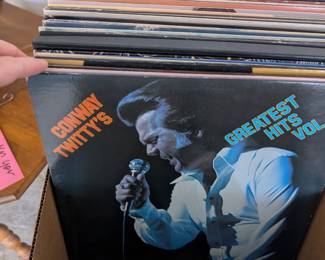 CONWAY
TWITTY'S
GREATEST
HITS VOL